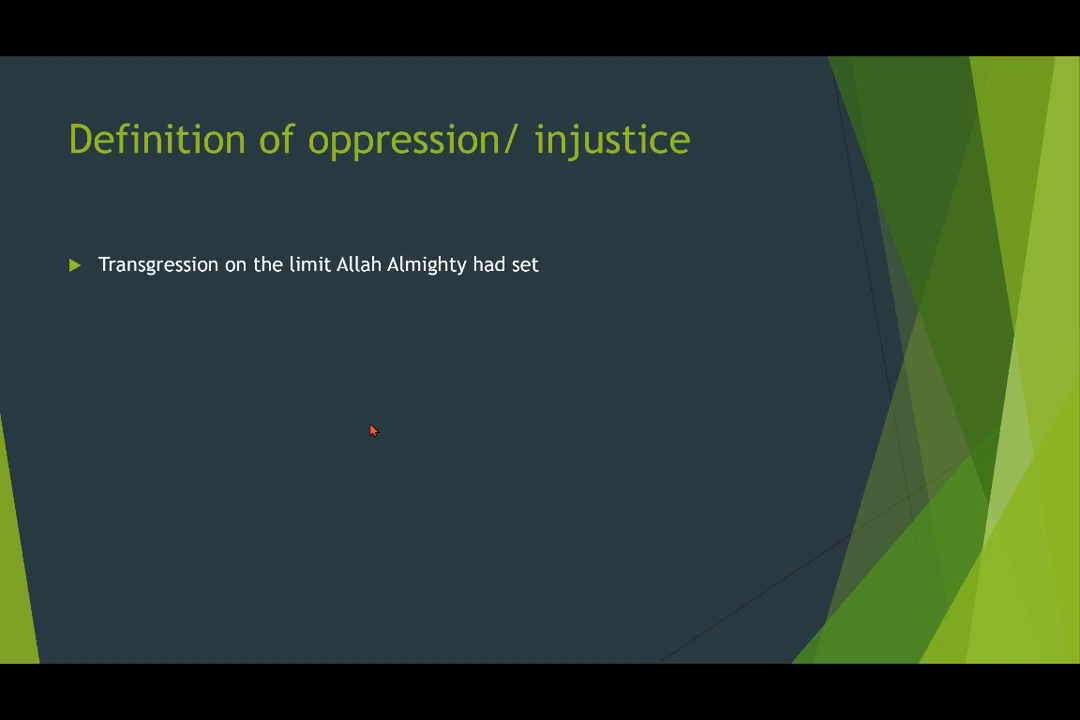 Definition of oppression/ injustice
Transgression on the limit Allah Almighty had set